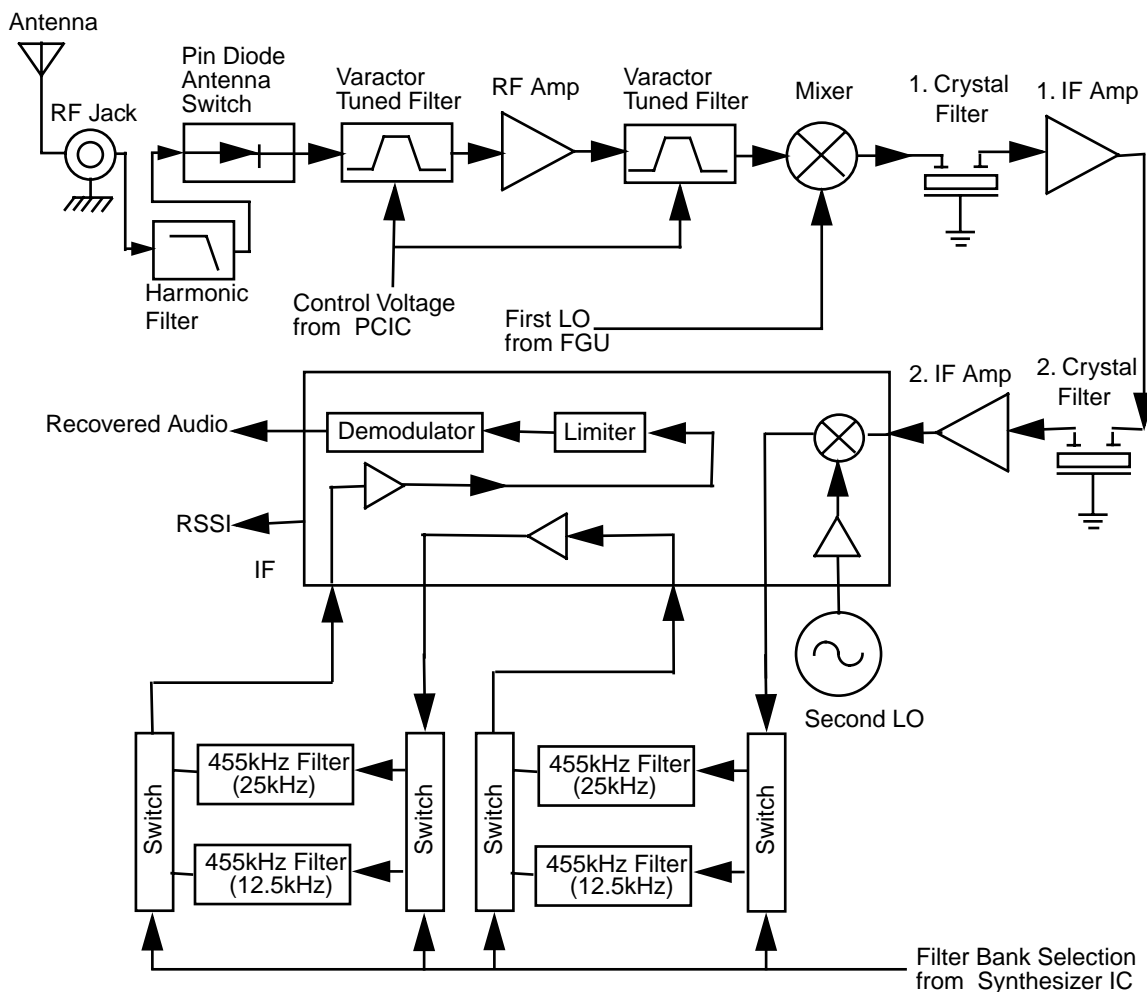 Antenna
RF Jack
Pin Diode
Antenna
Switch
Harmonic
Filter
Varactor
Tuned Filter
RF Amp
Varactor
Tuned Filter
Mixer
1. Crystal
Filter
1. IF Amp
Control Voltage
from PCIC
First LO
from FGU
2. Crystal
Filter
2. IF Amp
Recovered Audio
Demodulator
Limiter
RSSI
IF
Second LO
Switch
455kHz Filter
(25kHz)
455kHz Filter
(12.5kHz)
Switch
Switch
455kHz Filter
(25kHz)
455kHz Filter
(12.5kHz)
Switch
Filter Bank Selection
from Synthesizer IC